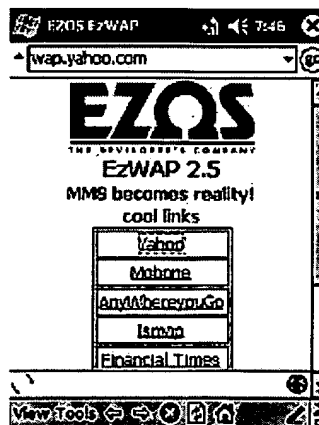 EZOS EzWAP 7:46
wap.yahoo.com go
EZOS
THE DEVELOPER'S COMPANY
EzWAP 2.5
MMS becomes reality!
cool links
Yahoo
Mobone
AnyWhereyouGo
Ismap
Financial Times
View Tools